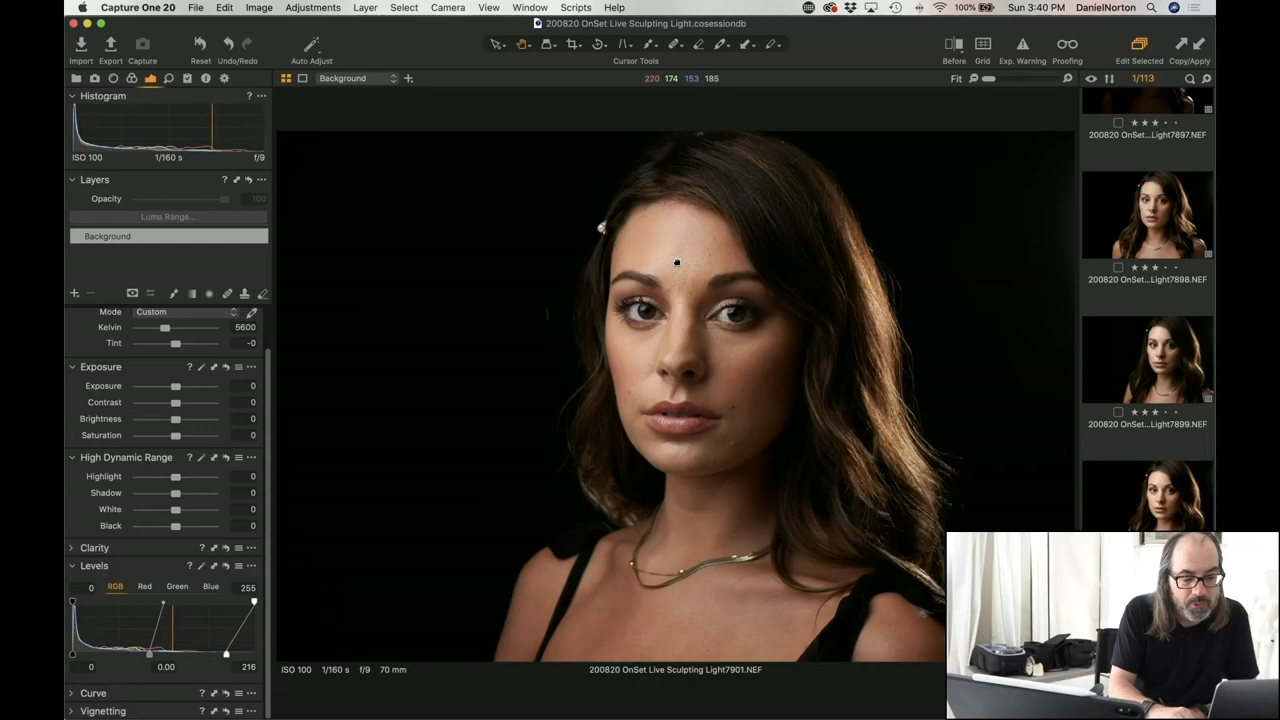 Capture One 20 File Edit Image Adjustments Layer Select Camera View Window Scripts Help 100% Sun 3:40 PM DanielNorton
200820 OnSet Live Sculpting Light.cosessiondb
Import Export Capture Reset Undo/Redo Auto Adjust Cursor Tools Before Grid Exp. Warning Proofing Edit Selected Copy/Apply
Background 220 174 153 185 Fit 1/113
Histogram ?
ISO 100 1/160 s f/9
Layers ?
Opacity 100
Luma Range...
Background
Mode Custom
Kelvin 5600
Tint -0
Exposure ?
Exposure 0
Contrast 0
Brightness 0
Saturation 0
High Dynamic Range ?
Highlight 0
Shadow 0
White 0
Black 0
Clarity ?
Levels ?
0 RGB Red Green Blue 255
0 0.00 216
Curve ?
Vignetting ?
ISO 100 1/160 s f/9 70 mm 200820 OnSet Live Sculpting Light7901.NEF
200820 OnSet...Light7897.NEF
200820 OnSet...Light7898.NEF
200820 OnSet...Light7899.NEF